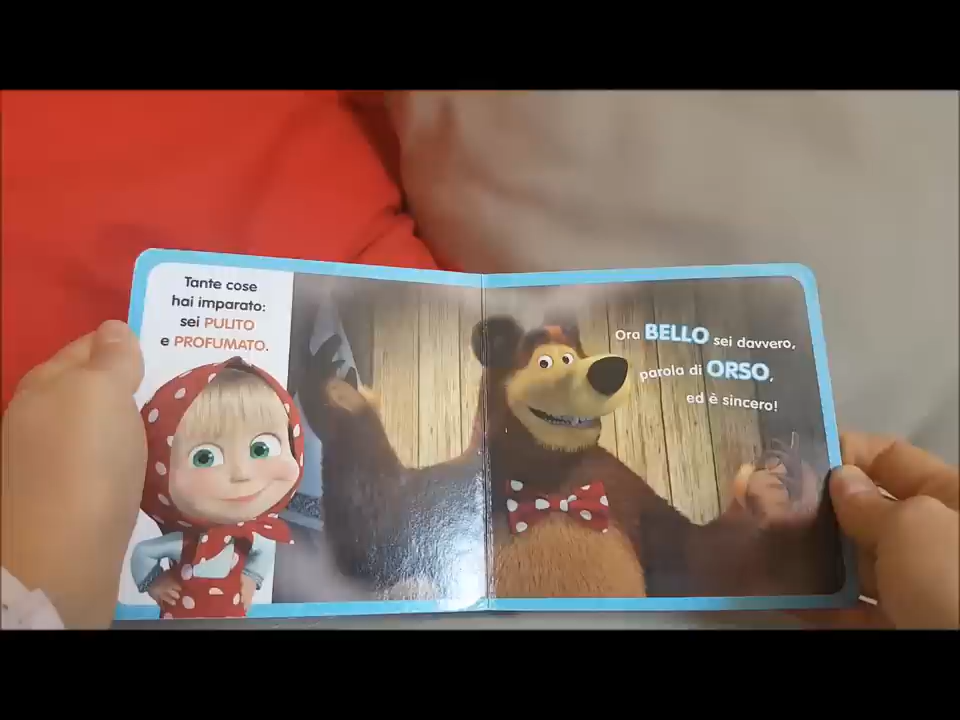 Tante cose
hai imparato:
sei PULITO
e PROFUMATO.
Ora BELLO sei davvero,
parola di ORSO,
ed è sincero!